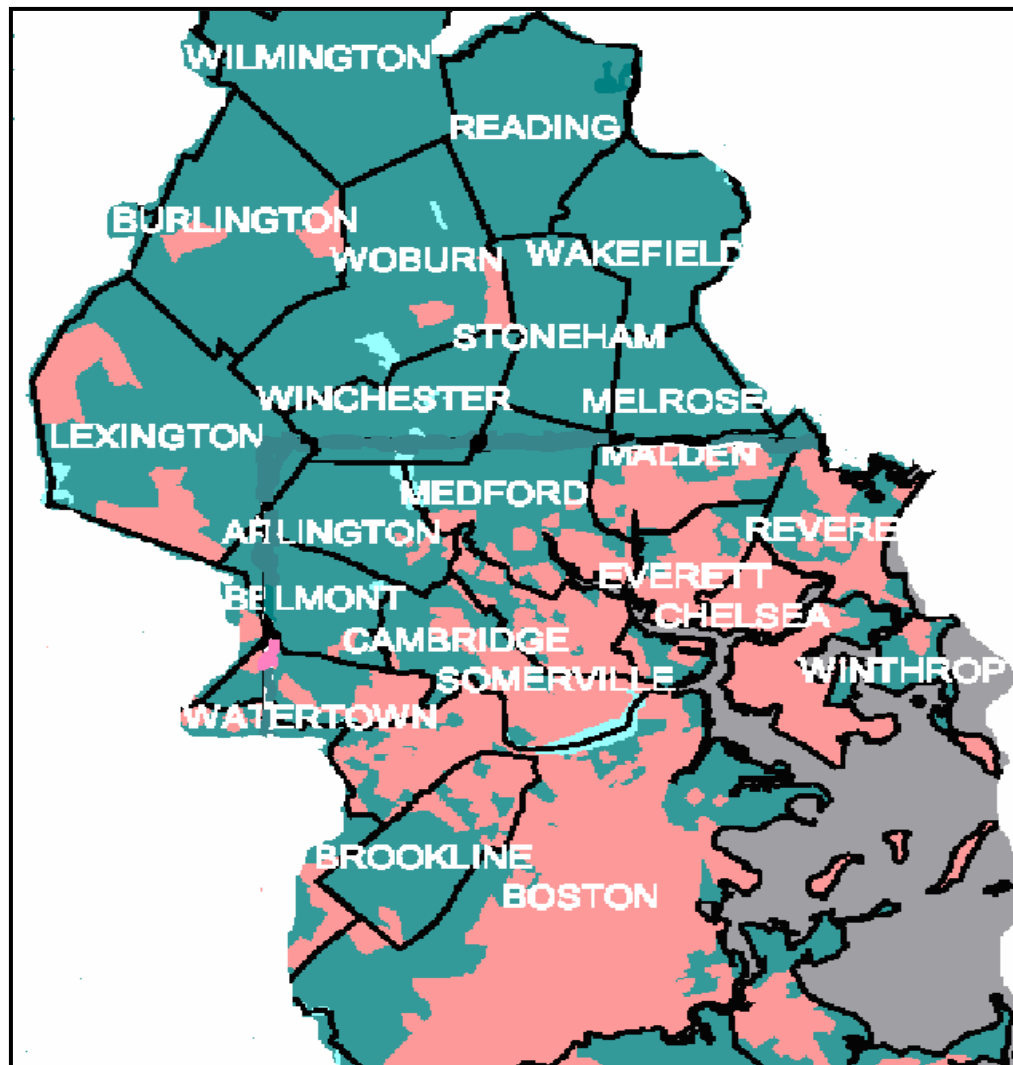 WILMINGTON
READING
BURLINGTON
WOBURN
WAKEFIELD
STONEHAM
WINCHESTER
MELROSE
LEXINGTON
MALDEN
MEDFORD
ARLINGTON
REVERE
EVERETT
BELMONT
CHELSEA
CAMBRIDGE
SOMERVILLE
WINTHROP
WATERTOWN
BROOKLINE
BOSTON